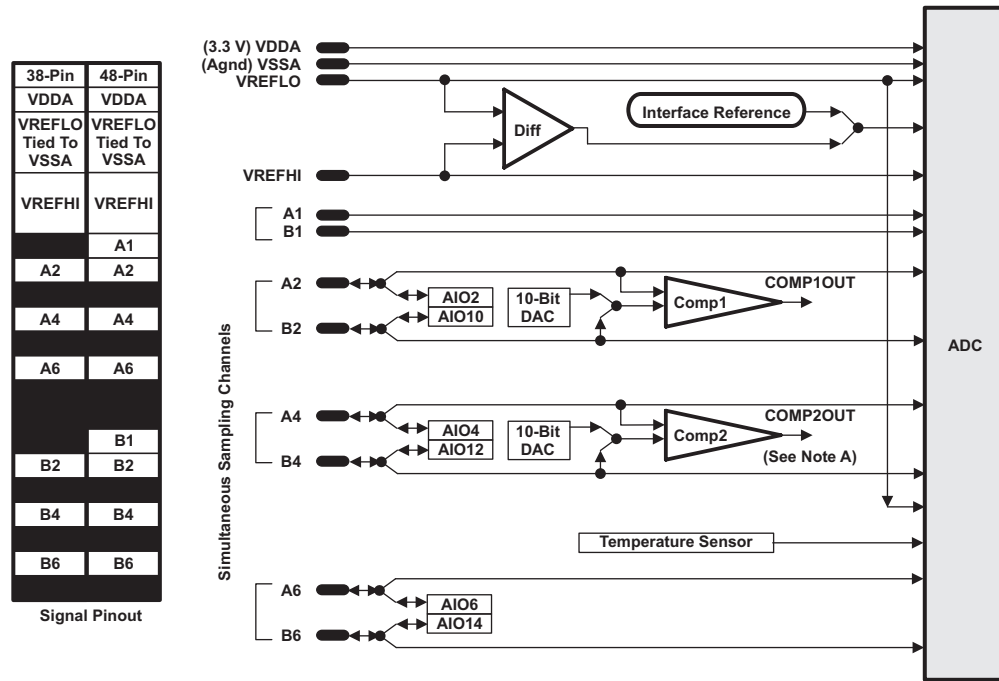 38-Pin 48-Pin
VDDA VDDA
VREFLO VREFLO
Tied To Tied To
VSSA VSSA
VREFHI VREFHI
A1
A2 A2
A4 A4
A6 A6
B1
B2 B2
B4 B4
B6 B6
Signal Pinout
Simultaneous Sampling Channels
(3.3 V) VDDA
(Agnd) VSSA
VREFLO
Interface Reference
Diff
VREFHI
A1
B1
A2
AIO2
AIO10
10-Bit
DAC
Comp1
COMP1OUT
B2
A4
AIO4
AIO12
10-Bit
DAC
Comp2
COMP2OUT
(See Note A)
B4
Temperature Sensor
A6
AIO6
AIO14
B6
ADC